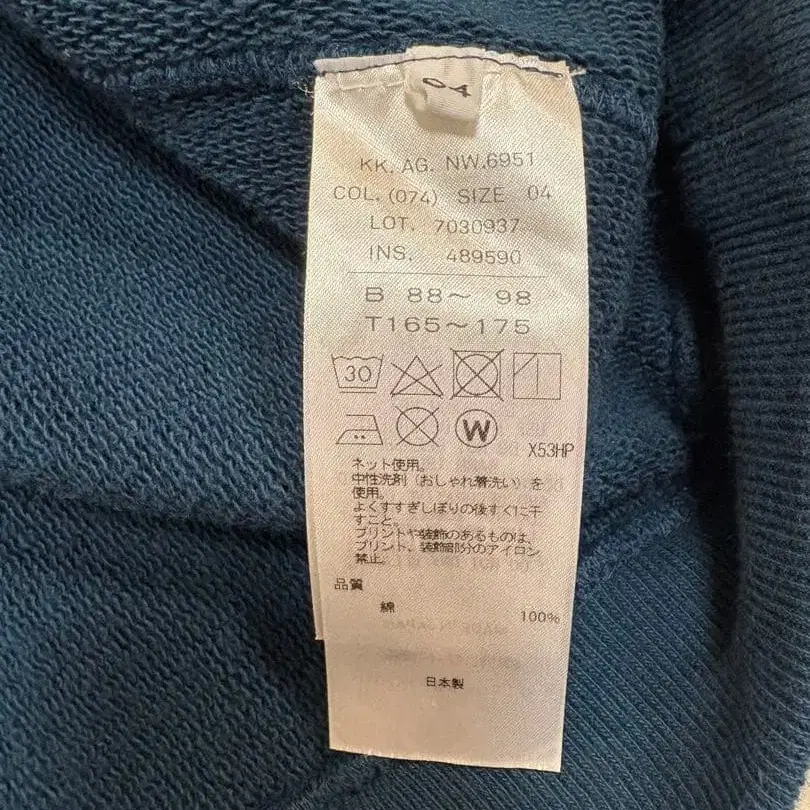 04
KK. AG. NW.6951
COL. (074) SIZE 04
LOT. 7030937
INS. 489590
B 88〜 98
T165〜175
30
W
X53HP
ネット使用。
中性洗剤（おしゃれ着洗い）を
使用。
よくすすぎしぼりの後すぐに干
すこと。
プリントや装飾のあるものは、
プリント、装飾部分のアイロン
禁止。
品質
綿 100%
日本製